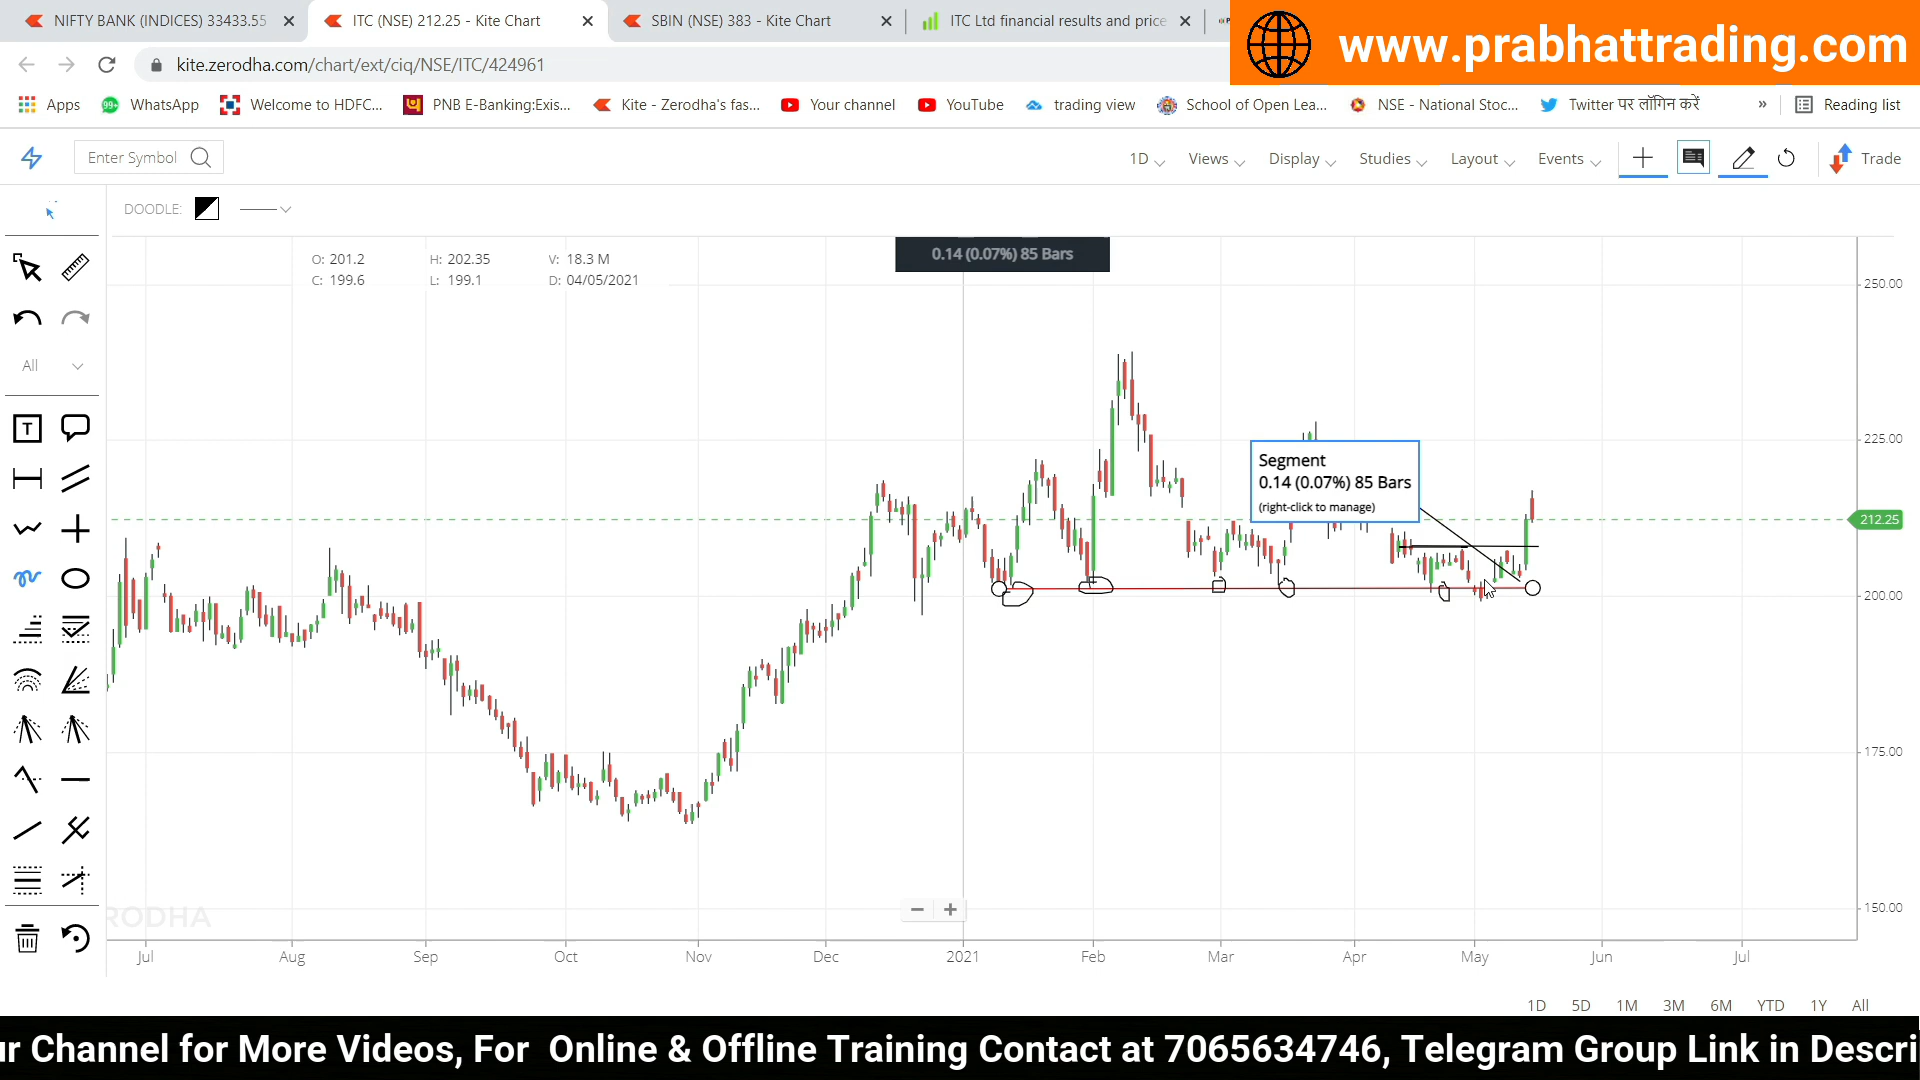 NIFTY BANK (INDICES) 33433.55
ITC (NSE) 212.25 - Kite Chart
SBIN (NSE) 383 - Kite Chart
ITC Ltd financial results and price
www.prabhattrading.com
kite.zerodha.com/chart/ext/ciq/NSE/ITC/424961
Apps
99+
WhatsApp
Welcome to HDFC...
PNB E-Banking:Exis...
Kite - Zerodha's fas...
Your channel
YouTube
trading view
School of Open Lea...
NSE - National Stoc...
Twitter पर लॉगिन करें
»
Reading list
Enter Symbol
1D
Views
Display
Studies
Layout
Events
Trade
DOODLE:
O: 201.2 H: 202.35 V: 18.3 M
C: 199.6 L: 199.1 D: 04/05/2021
0.14 (0.07%) 85 Bars
All
T
Segment
0.14 (0.07%) 85 Bars
(right-click to manage)
250.00
225.00
212.25
200.00
175.00
150.00
RODHA
Jul Aug Sep Oct Nov Dec 2021 Feb Mar Apr May Jun Jul
1D 5D 1M 3M 6M YTD 1Y All
ur Channel for More Videos, For Online & Offline Training Contact at 7065634746, Telegram Group Link in Descri